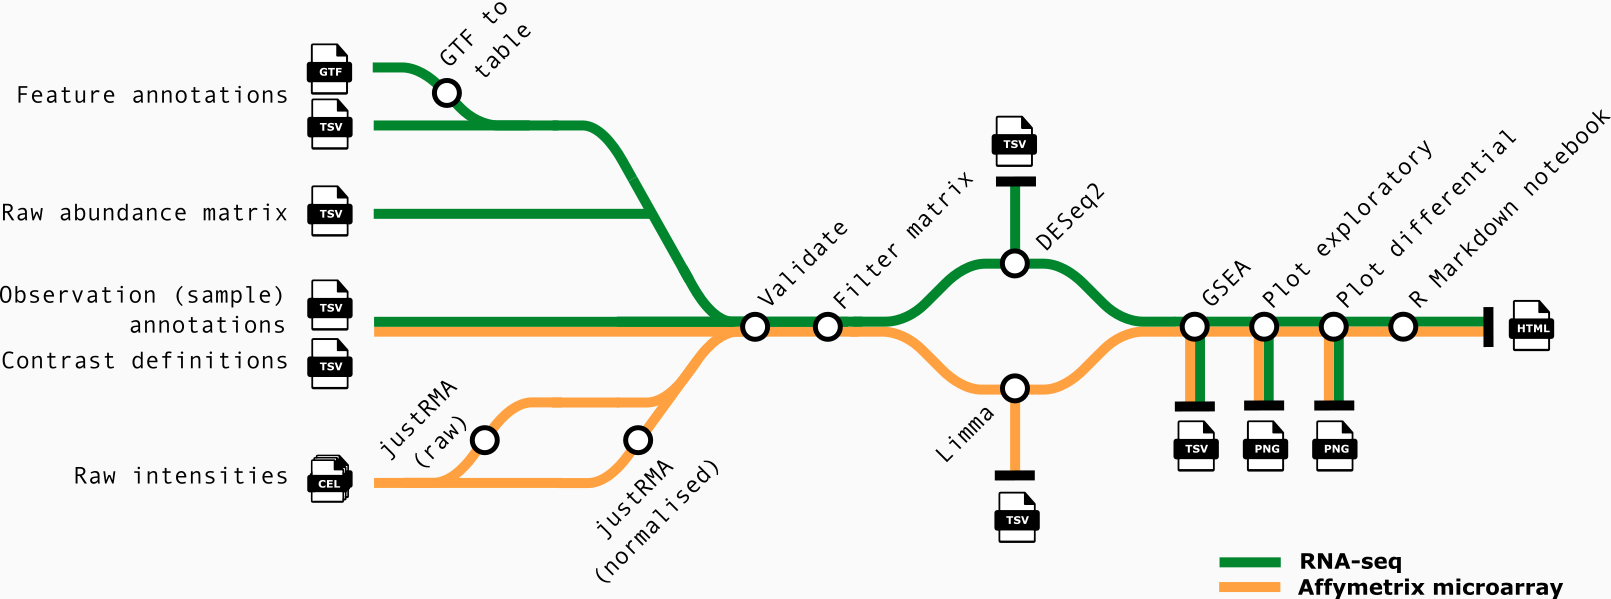 GTF to
table
GTF
Feature annotations
TSV
Raw abundance matrix
TSV
Observation (sample)
annotations
TSV
Contrast definitions
TSV
justRMA
(raw)
Raw intensities
CEL
justRMA
(normalised)
Validate
Filter matrix
TSV
DESeq2
Limma
TSV
GSEA
Plot exploratory
Plot differential
R Markdown notebook
HTML
TSV
PNG
PNG
RNA-seq
Affymetrix microarray